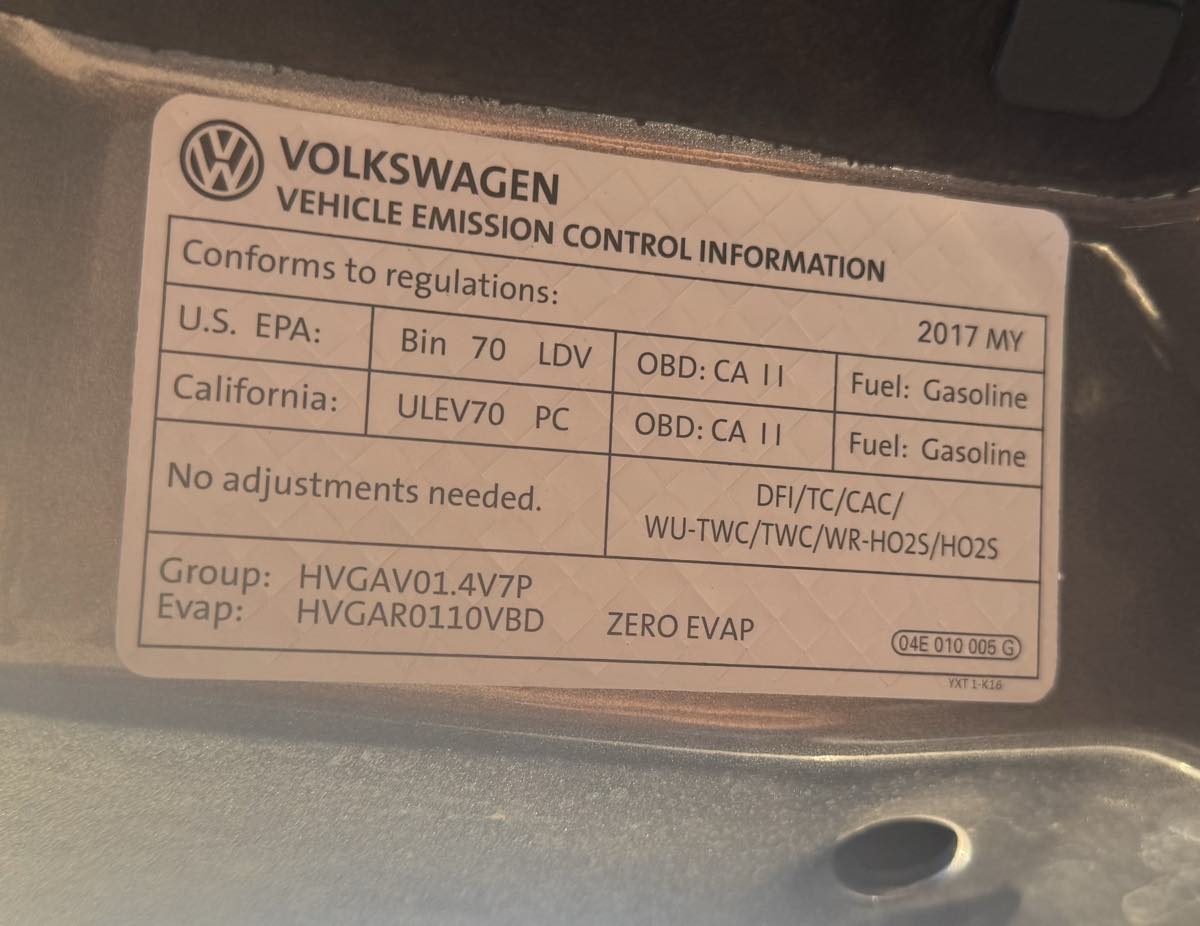 VOLKSWAGEN
VEHICLE EMISSION CONTROL INFORMATION
Conforms to regulations: 2017 MY
U.S. EPA: Bin 70 LDV OBD: CA II Fuel: Gasoline
California: ULEV70 PC OBD: CA II Fuel: Gasoline
No adjustments needed.
DFI/TC/CAC/
WU-TWC/TWC/WR-HO2S/HO2S
Group: HVGAV01.4V7P
Evap: HVGAR0110VBD ZERO EVAP
04E 010 005 G
YXT 1-K16